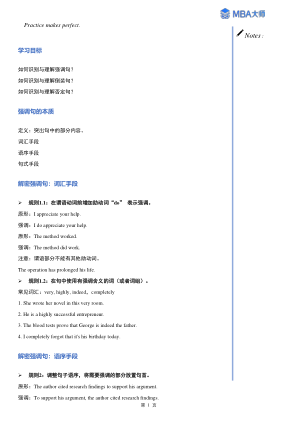 Practice makes perfect.
MBA大师
Notes :
学习目标
如何识别与理解强调句？
如何识别与理解倒装句？
如何识别与理解否定句？
强调句的本质
定义：突出句中的部分内容。
词汇手段
语序手段
句式手段
解密强调句：词汇手段
➢ 规则1.1：在谓语动词前增加助动词“do” 表示强调。
原形：I appreciate your help.
强调：I do appreciate your help.
原形：The method worked.
强调：The method did work.
注意：谓语部分不能有其他助动词。
The operation has prolonged his life.
➢ 规则1.2：在句中使用有强调含义的词（或者词组）。
常见词汇：very, highly, indeed, completely
1. She wrote her novel in this very room.
2. He is a highly successful entrepreneur.
3. The blood tests prove that George is indeed the father.
4. I completely forgot that it's his birthday today.
解密强调句：语序手段
➢ 规则2：调整句子语序，将需要强调的部分放置句首。
原形：The author cited research findings to support his argument.
强调：To support his argument, the author cited research findings.
第 1 页